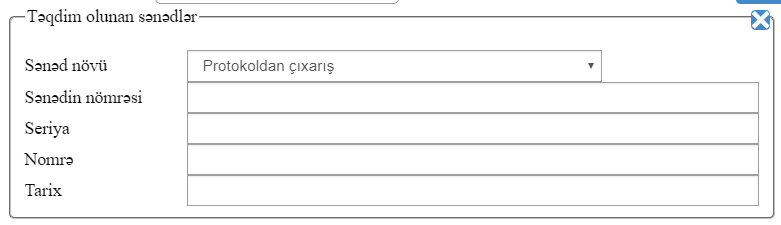 Təqdim olunan sənədlər
Sənəd növü Protokoldan çıxarış
Sənədin nömrəsi
Seriya
Nomrə
Tarix